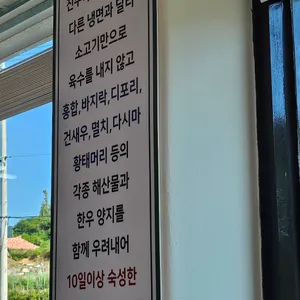 다른 냉면과 달리
소고기만으로
육수를 내지 않고
홍합,바지락,디포리,
건새우,멸치,다시마
황태머리 등의
각종 해산물과
한우 양지를
함께 우려내어
10일이상 숙성한